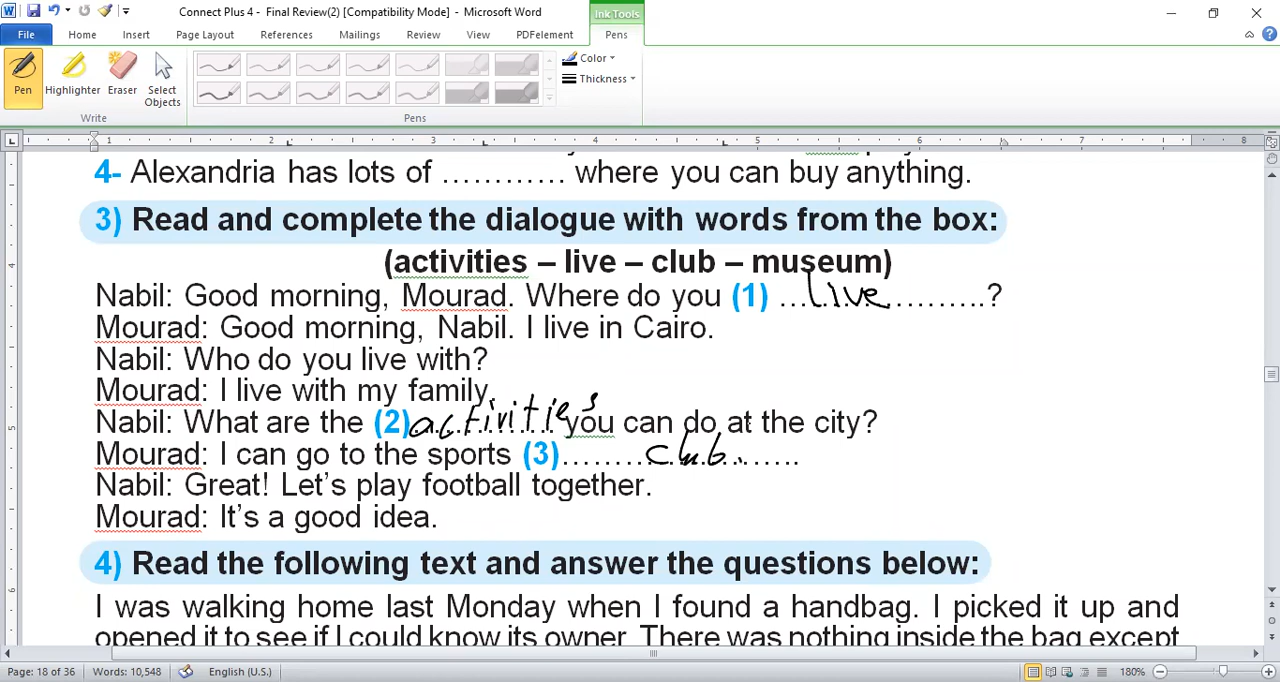 Connect Plus 4 - Final Review(2) [Compatibility Mode] - Microsoft Word
Ink Tools
File Home Insert Page Layout References Mailings Review View PDFelement Pens
Pen Highlighter Eraser Select Objects
Color
Thickness
Write Pens
2 3 4 5 6 7 8
4- Alexandria has lots of ………… where you can buy anything.
3) Read and complete the dialogue with words from the box:
(activities – live – club – museum)
Nabil: Good morning, Mourad. Where do you (1) …live………..?
Mourad: Good morning, Nabil. I live in Cairo.
Nabil: Who do you live with?
Mourad: I live with my family.
Nabil: What are the (2) activities you can do at the city?
Mourad: I can go to the sports (3)……… club. …..
Nabil: Great! Let's play football together.
Mourad: It's a good idea.
4) Read the following text and answer the questions below:
I was walking home last Monday when I found a handbag. I picked it up and
opened it to see if I could know its owner. There was nothing inside the bag except
Page: 18 of 36 Words: 10,548 English (U.S.) 180%